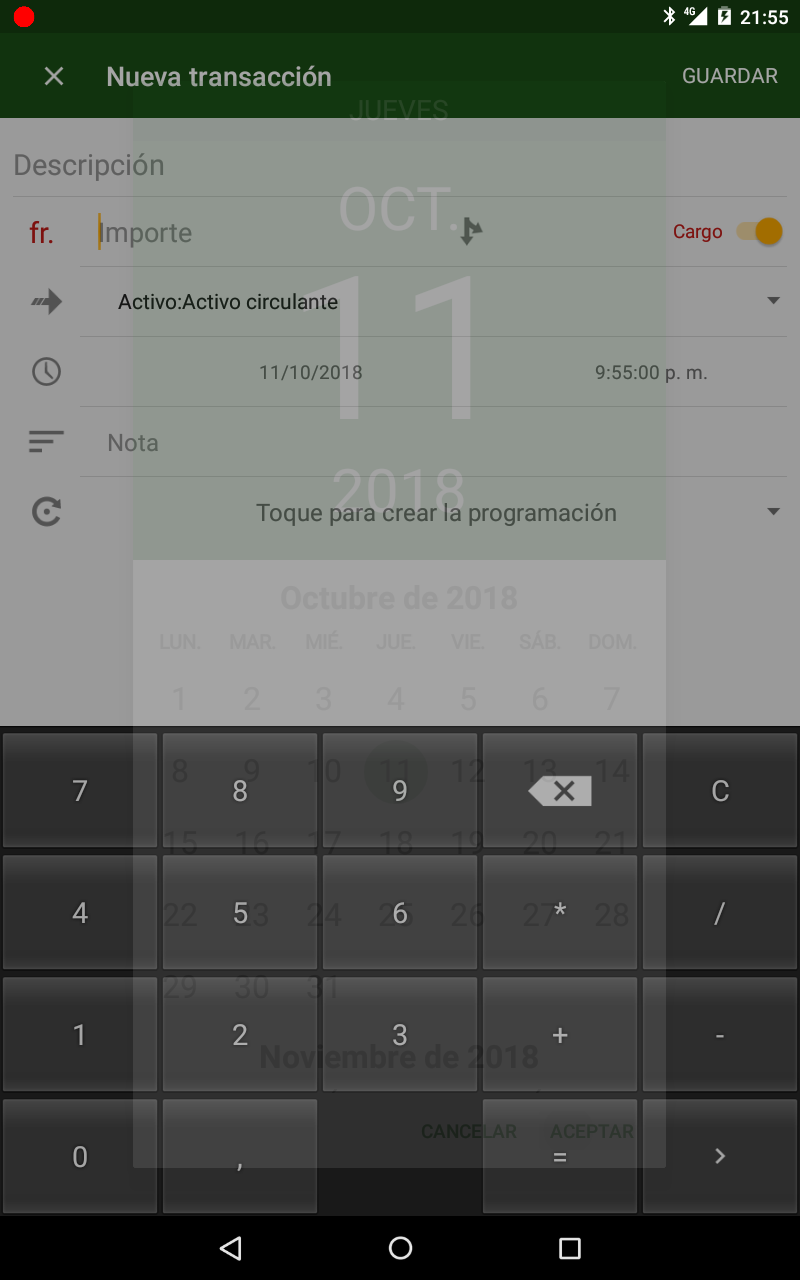 4G 21:55
Nueva transacción GUARDAR
JUEVES
Descripción
OCT.
fr. Importe Cargo
Activo:Activo circulante
11
11/10/2018 9:55:00 p. m.
Nota
2018
Toque para crear la programación
Octubre de 2018
LUN. MAR. MIÉ. JUE. VIE. SÁB. DOM.
1 2 3 4 5 6 7
8 9 10 11 12 13 14
7 8 9 C
15 16 17 18 19 20 21
4 5 6 * /
22 23 24 25 26 27 28
29 30 31
1 2 3 + -
Noviembre de 2018
CANCELAR ACEPTAR
0 , = >